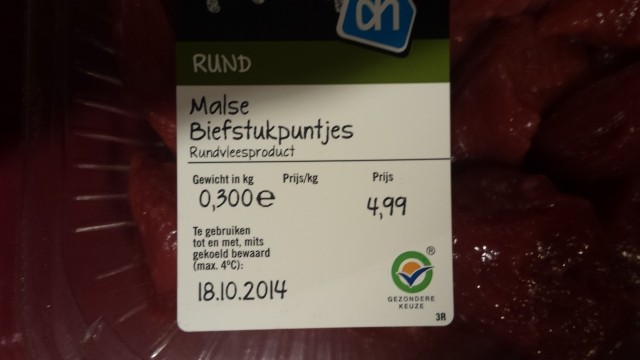 ah
RUND
Malse
Biefstukpuntjes
Rundvleesproduct
Gewicht in kg Prijs/kg Prijs
0,300e 4,99
Te gebruiken
tot en met, mits
gekoeld bewaard
(max. 4°C):
18.10.2014
®
GEZONDERE
KEUZE
3R